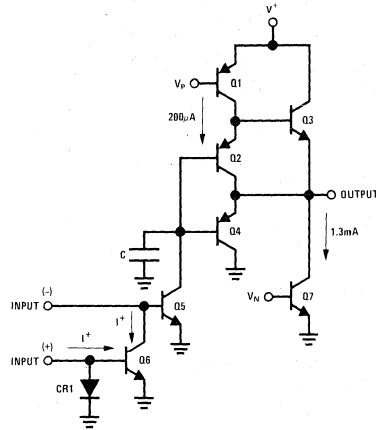 V+
VP
Q1
200µA
Q3
Q2
OUTPUT
Q4
1.3mA
C
(-)
INPUT
Q5
VN
Q7
I+
(+)
INPUT
I+
Q6
CR1